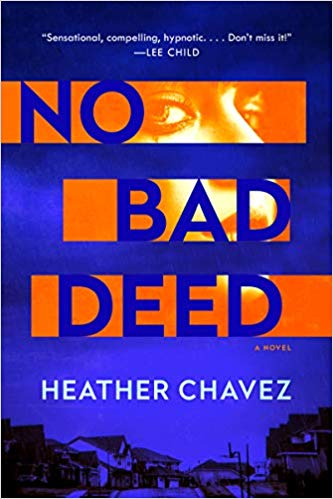 “Sensational, compelling, hypnotic. . . . Don't miss it!”
—LEE CHILD
NO
BAD
DEED
A NOVEL
HEATHER CHAVEZ